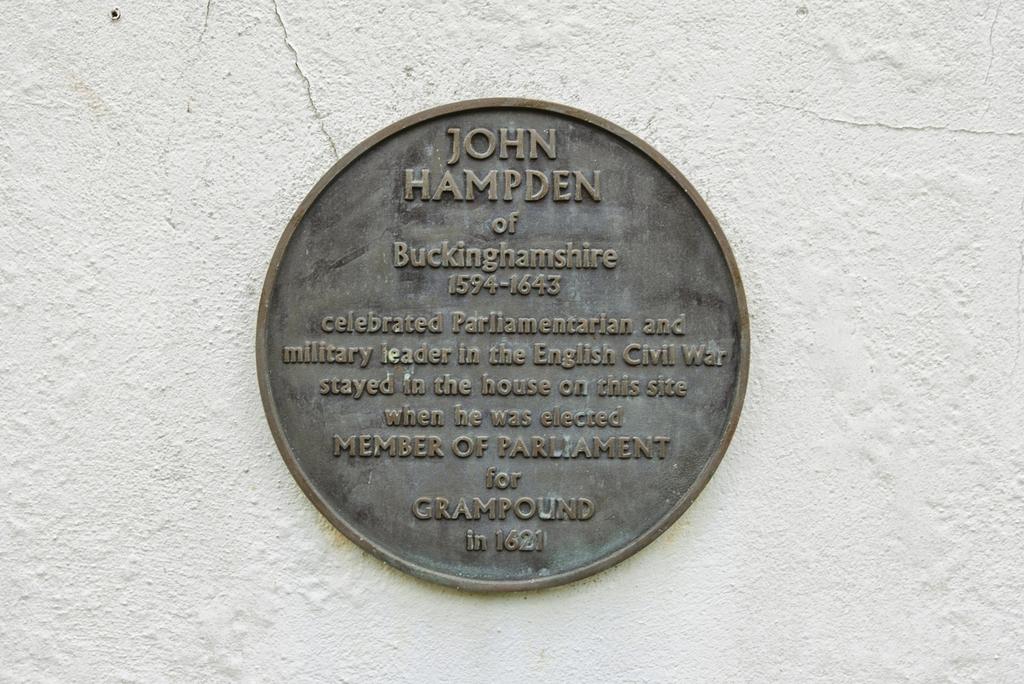 JOHN
HAMPDEN
of
Buckinghamshire
1594-1643
celebrated Parliamentarian and
military leader in the English Civil War
stayed in the house on this site
when he was elected
MEMBER OF PARLIAMENT
for
GRAMPOUND
in 1621